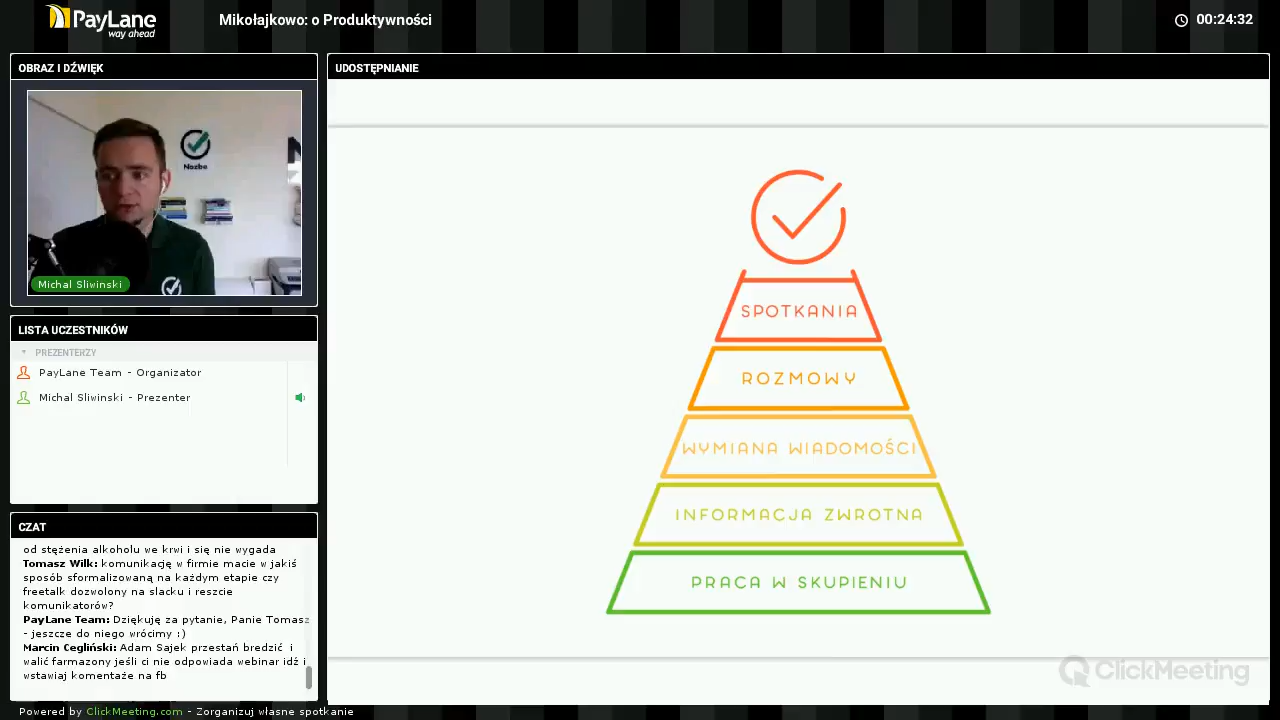 PayLane
way ahead
Mikołajkowo: o Produktywności
00:24:32
OBRAZ I DŹWIĘK
Nozbe
Michal Sliwinski
LISTA UCZESTNIKÓW
PREZENTERZY
PayLane Team - Organizator
Michal Sliwinski - Prezenter
CZAT
od stężenia alkoholu we krwi i się nie wygada
Tomasz Wilk: komunikację w firmie macie w jakiś
sposób sformalizowaną na każdym etapie czy
freetalk dozwolony na slacku i reszcie
komunikatorów?
PayLane Team: Dziękuję za pytanie, Panie Tomasz
- jeszcze do niego wrócimy :)
Marcin Cegliński: Adam Sajek przestań bredzić i
walić farmazony jeśli ci nie odpowiada webinar idź i
wstawiaj komentaże na fb
UDOSTĘPNIANIE
SPOTKANIA
ROZMOWY
WYMIANA WIADOMOŚCI
INFORMACJA ZWROTNA
PRACA W SKUPIENIU
ClickMeeting
Powered by ClickMeeting.com - Zorganizuj własne spotkanie